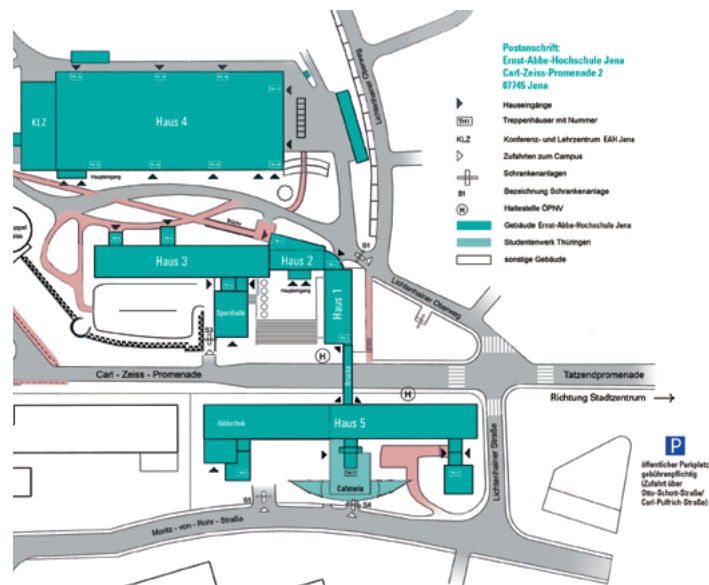 Postanschrift:
Ernst-Abbe-Hochschule Jena
Carl-Zeiss-Promenade 2
07745 Jena
Hauseingänge
TH1 Treppenhäuser mit Nummer
KLZ Konferenz- und Lehrzentrum EAH Jena
Zufahrten zum Campus
Schrankenanlagen
S1 Bezeichnung Schrankenanlage
H Haltestelle ÖPNV
Gebäude Ernst-Abbe-Hochschule Jena
Studentenwerk Thüringen
sonstige Gebäude
KLZ
Haus 4
Haupteingang
Lichtenhainer Oberweg
Brücke
S1
Haus 3
Haus 2
Haupteingang
Haus 1
Sporthalle
S3
Lichtenhainer Oberweg
H
Carl - Zeiss - Promenade
Tatzendpromenade
Brücke
H
Richtung Stadtzentrum
Bibliothek
Haus 5
Lichtenhainer Straße
Cafeteria
S5
S4
Moritz - von - Rohr - Straße
P
öffentlicher Parkplatz
gebührenpflichtig
(Zufahrt über
Otto-Schott-Straße/
Carl-Pulfrich-Straße)